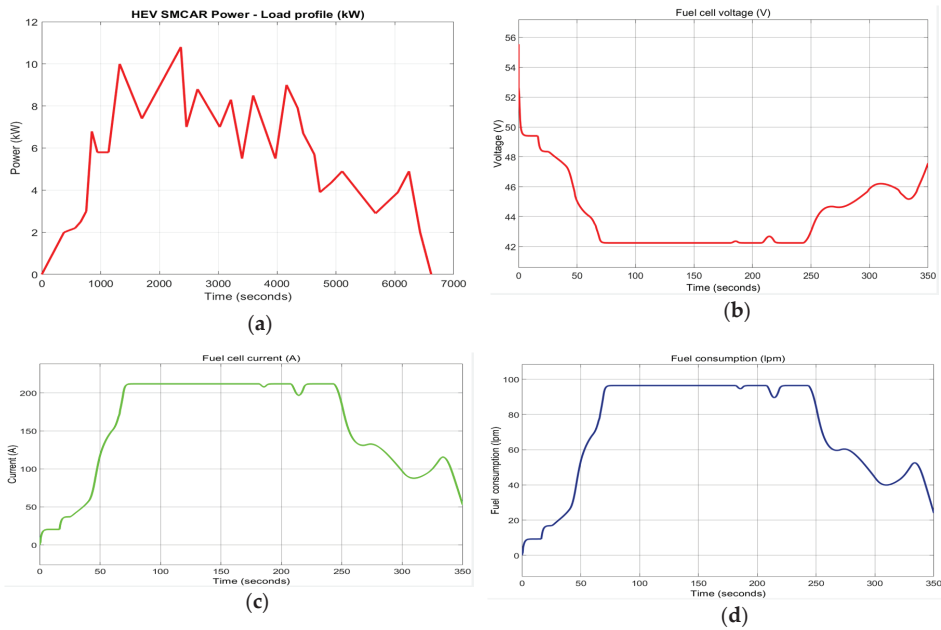 HEV SMCAR Power - Load profile (kW)
12
10
8
6
4
2
0
Power (kW)
0 1000 2000 3000 4000 5000 6000 7000
Time (seconds)
(a)
Fuel cell voltage (V)
56
54
52
50
48
46
44
42
Voltage (V)
0 50 100 150 200 250 300 350
Time (seconds)
(b)
Fuel cell current (A)
200
150
100
50
0
Current (A)
0 50 100 150 200 250 300 350
Time (seconds)
(c)
Fuel consumption (lpm)
100
80
60
40
20
0
Fuel consumption (lpm)
0 50 100 150 200 250 300 350
Time (seconds)
(d)